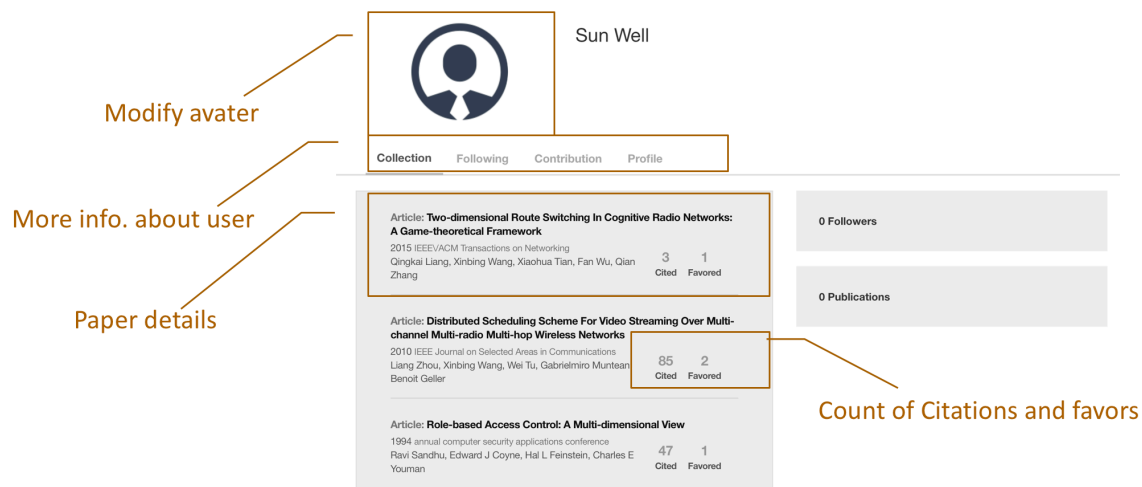 Sun Well
Modify avater
Collection Following Contribution Profile
More info. about user
Article: Two-dimensional Route Switching In Cognitive Radio Networks:
A Game-theoretical Framework
2015 IEEE\/ACM Transactions on Networking
Qingkai Liang, Xinbing Wang, Xiaohua Tian, Fan Wu, Qian
Zhang
3 1
Cited Favored
0 Followers
Paper details
0 Publications
Article: Distributed Scheduling Scheme For Video Streaming Over Multi-
channel Multi-radio Multi-hop Wireless Networks
2010 IEEE Journal on Selected Areas in Communications
Liang Zhou, Xinbing Wang, Wei Tu, Gabrielmiro Muntean
Benoit Geller
85 2
Cited Favored
Count of Citations and favors
Article: Role-based Access Control: A Multi-dimensional View
1994 annual computer security applications conference
Ravi Sandhu, Edward J Coyne, Hal L Feinstein, Charles E
Youman
47 1
Cited Favored